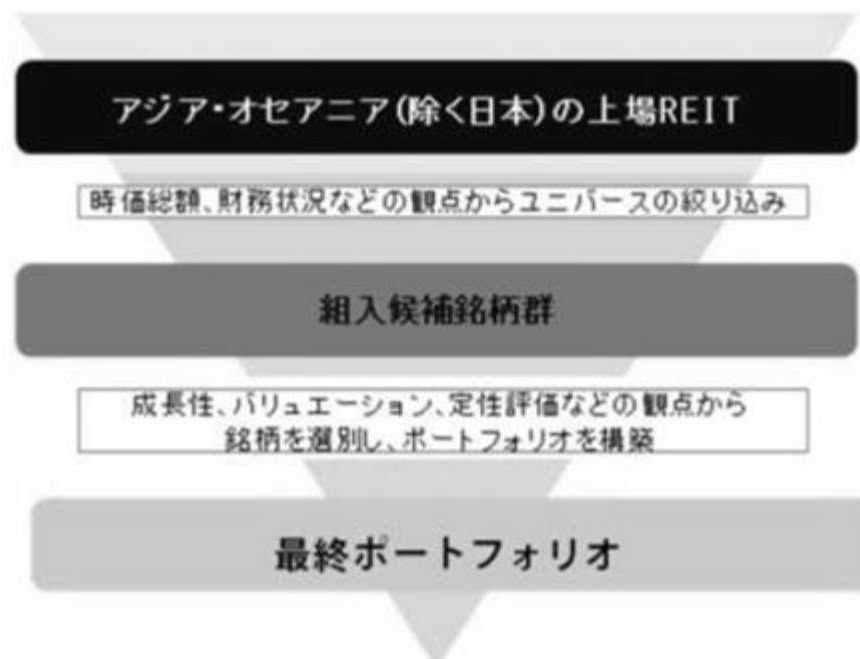 アジア・オセアニア(除く日本)の上場REIT
時価総額、財務状況などの観点からユニバースの絞り込み
組入候補銘柄群
成長性、バリュエーション、定性評価などの観点から
銘柄を選別し、ポートフォリオを構築
最終ポートフォリオ